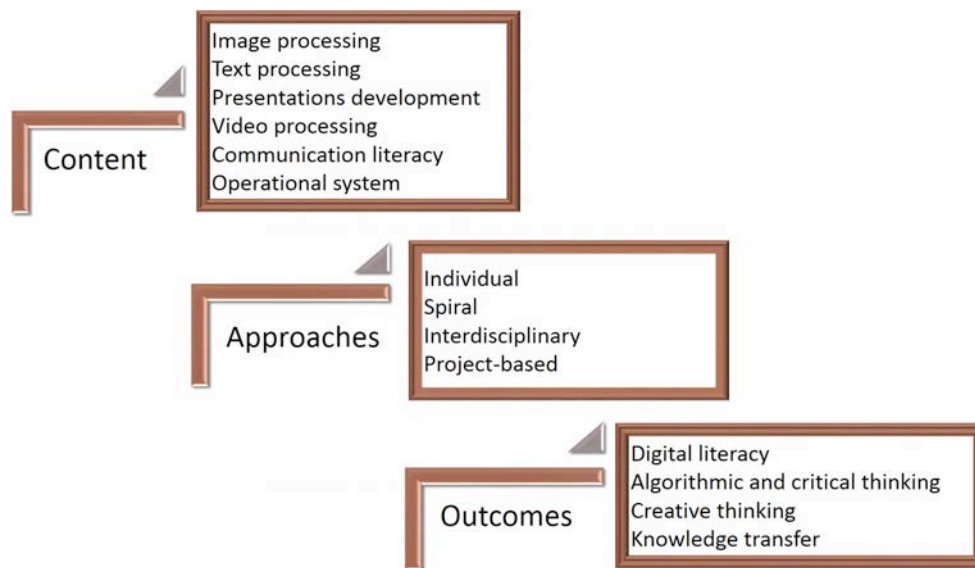 Image processing
Text processing
Presentations development
Video processing
Communication literacy
Operational system
Content
Individual
Spiral
Interdisciplinary
Project-based
Approaches
Digital literacy
Algorithmic and critical thinking
Creative thinking
Knowledge transfer
Outcomes